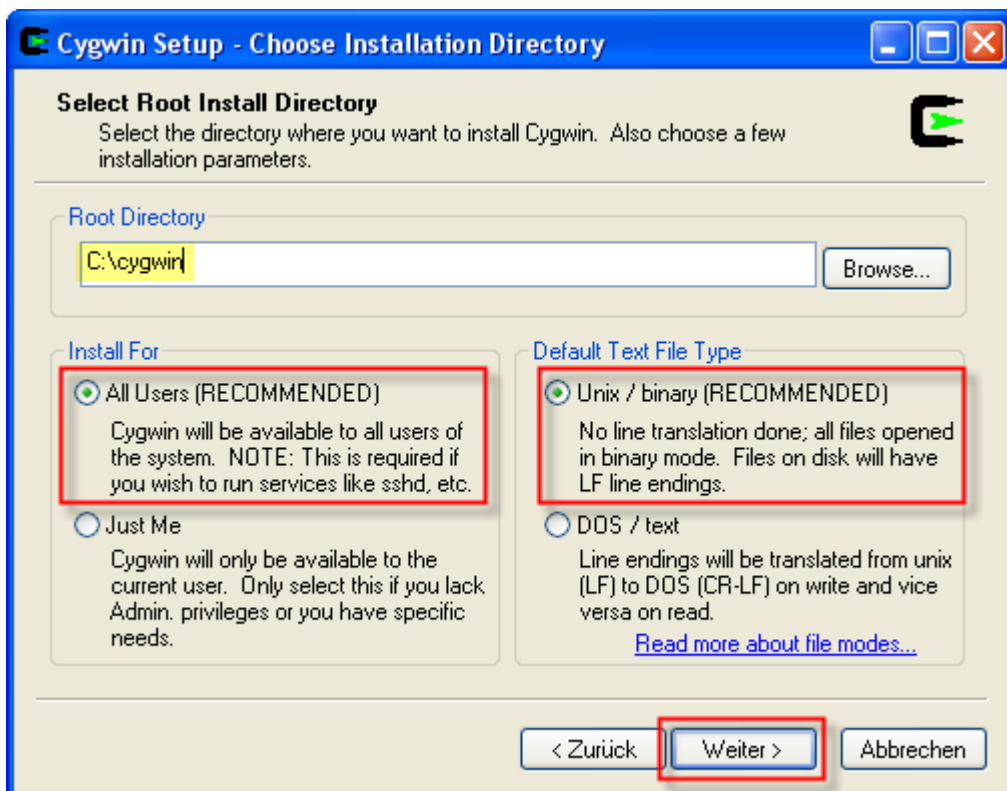 Cygwin Setup - Choose Installation Directory
Select Root Install Directory
Select the directory where you want to install Cygwin. Also choose a few
installation parameters.
Root Directory
C:\cygwin
Browse...
Install For
All Users (RECOMMENDED)
Cygwin will be available to all users of
the system. NOTE: This is required if
you wish to run services like sshd, etc.
Just Me
Cygwin will only be available to the
current user. Only select this if you lack
Admin. privileges or you have specific
needs.
Default Text File Type
Unix / binary (RECOMMENDED)
No line translation done; all files opened
in binary mode. Files on disk will have
LF line endings.
DOS / text
Line endings will be translated from unix
(LF) to DOS (CR-LF) on write and vice
versa on read.
Read more about file modes...
< Zurück
Weiter >
Abbrechen